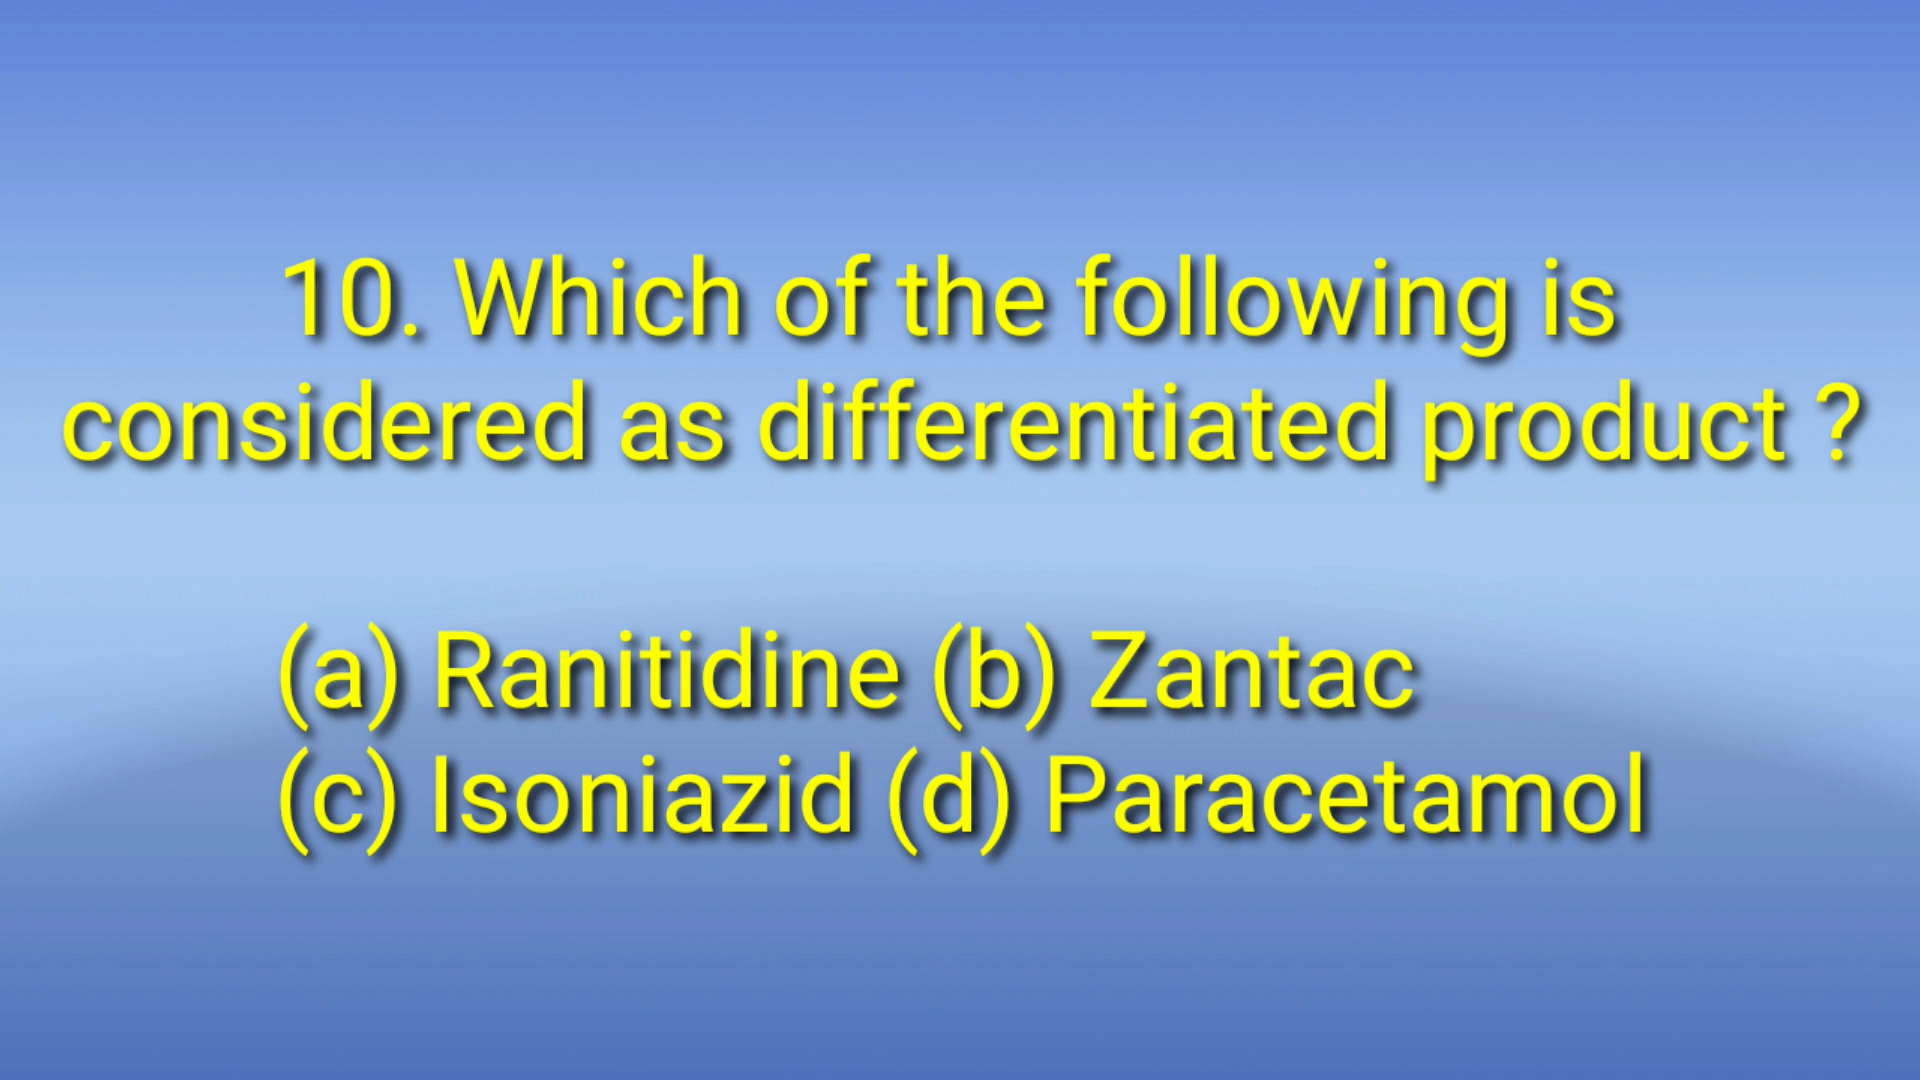 10. Which of the following is
considered as differentiated product ?
(a) Ranitidine (b) Zantac
(c) Isoniazid (d) Paracetamol